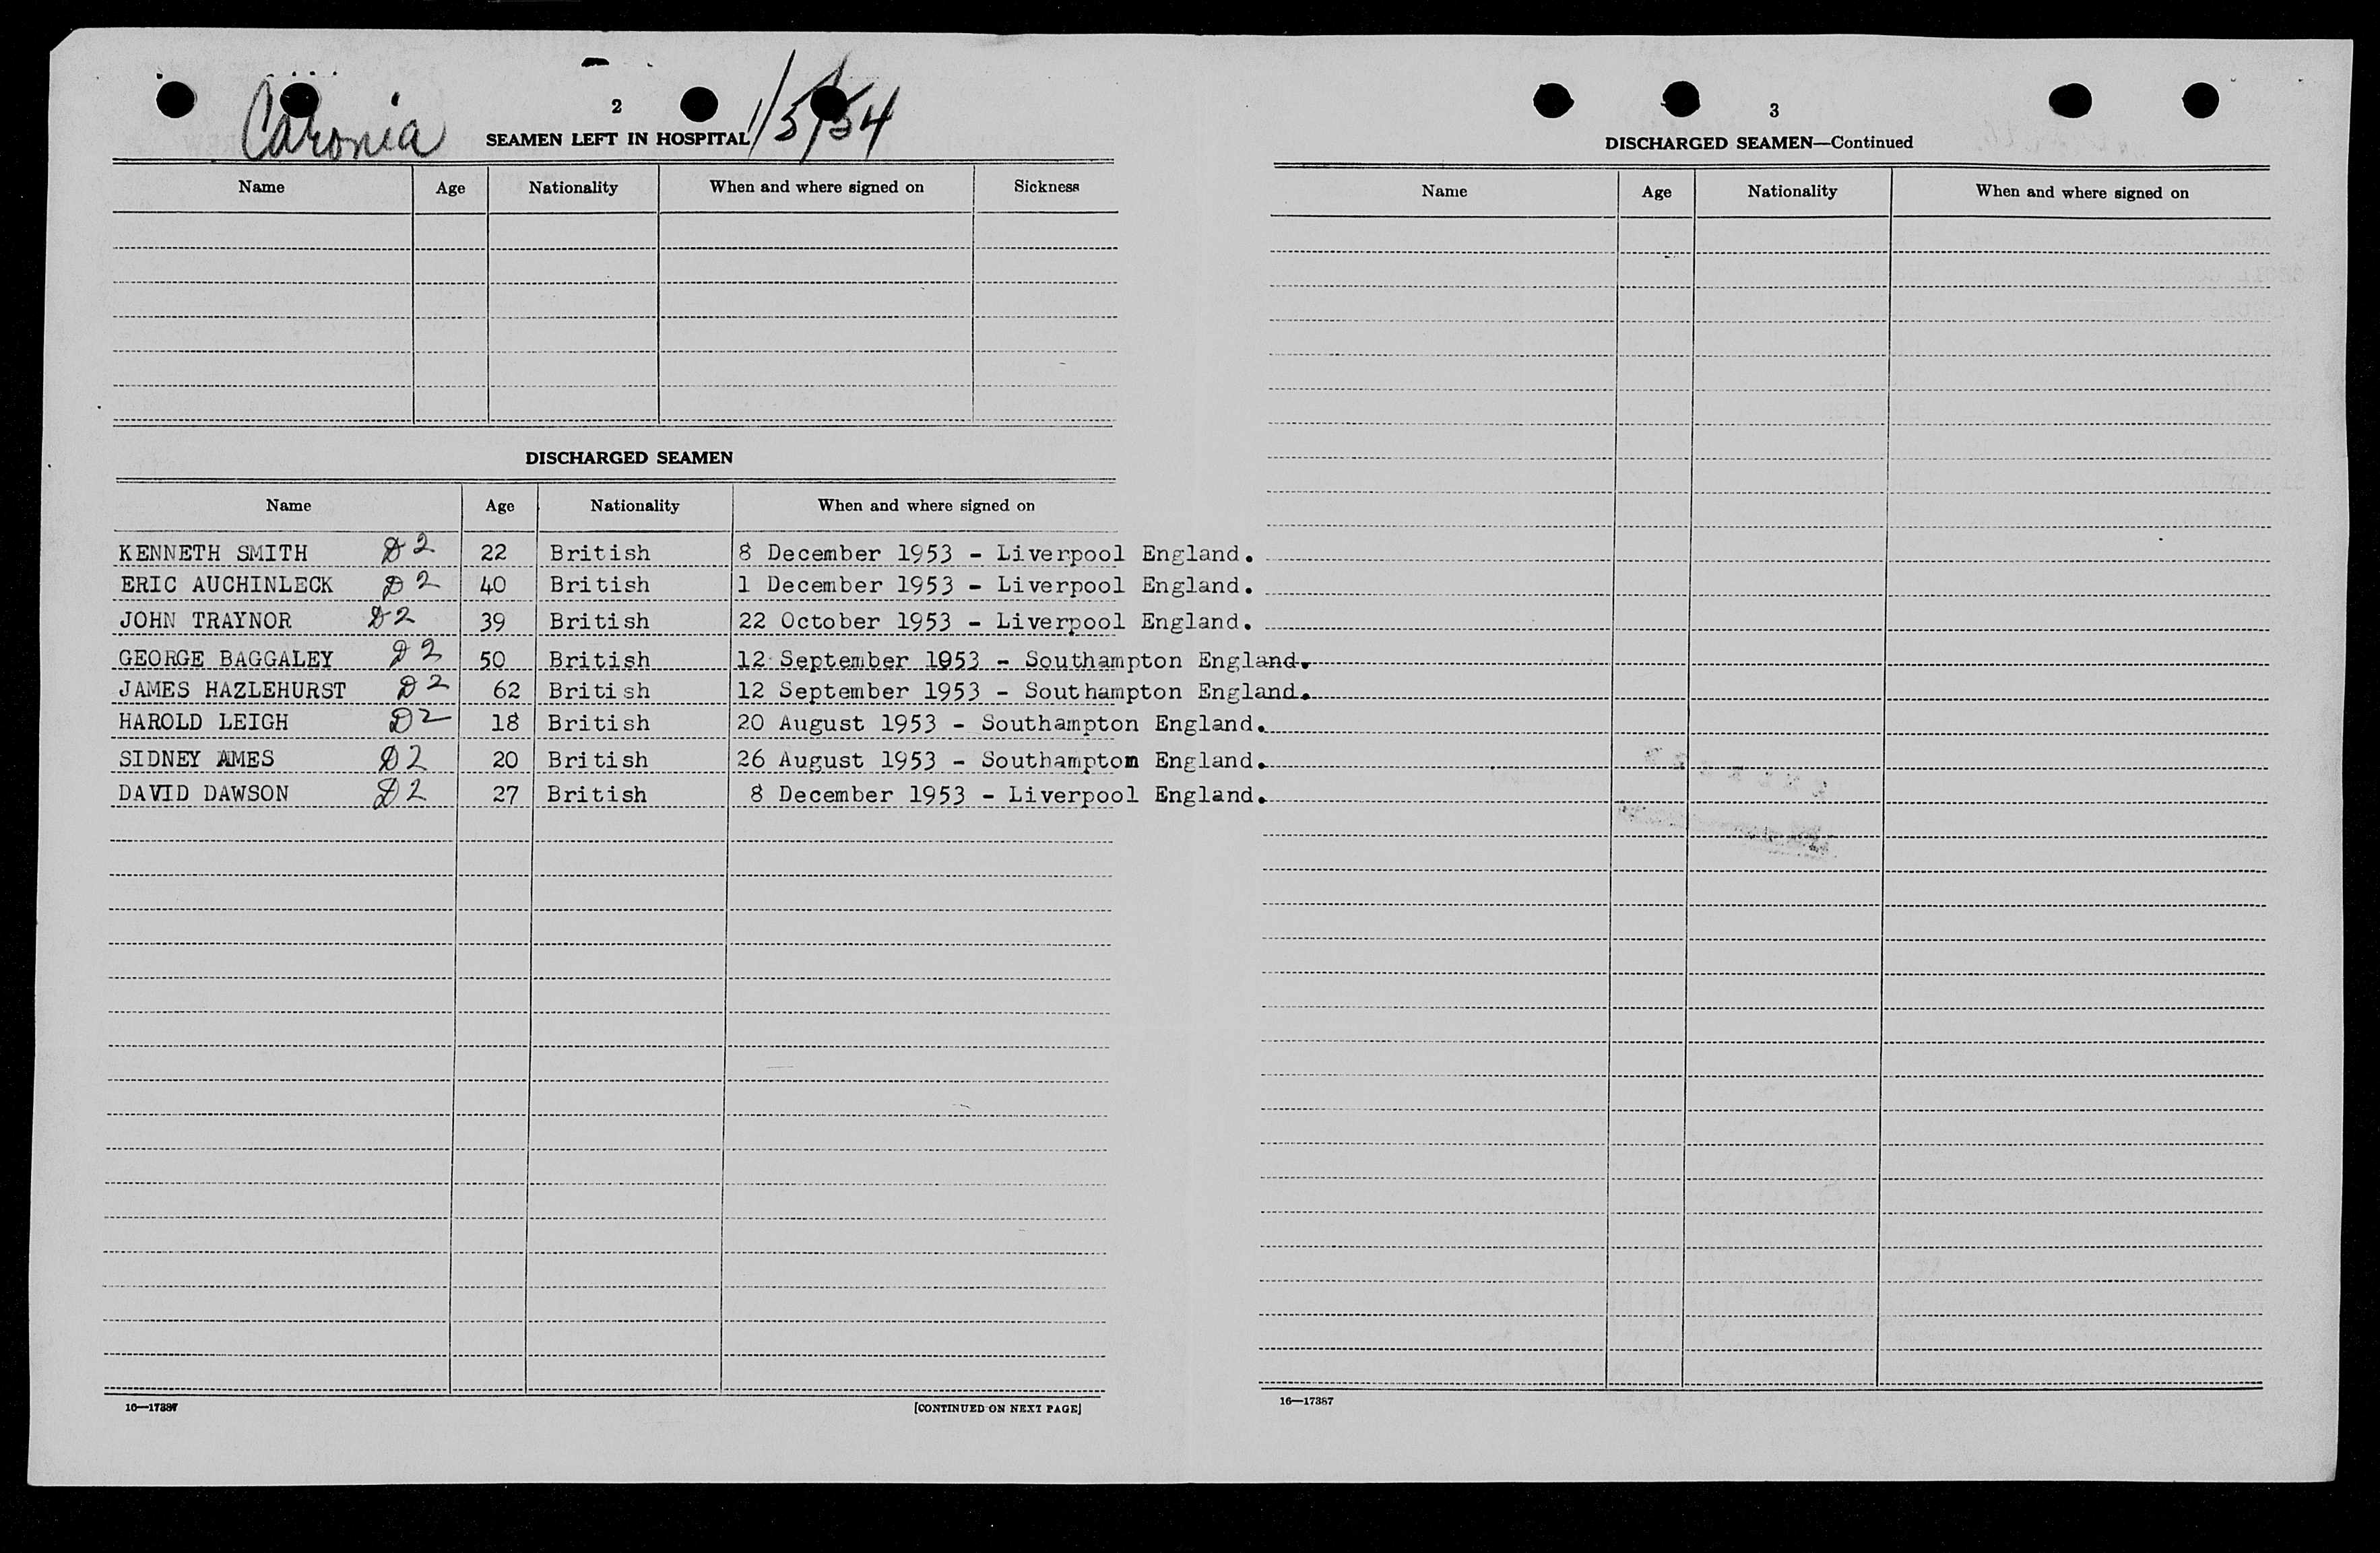 Caronia
2
1/5/54
SEAMEN LEFT IN HOSPITAL
Name Age Nationality When and where signed on Sickness
DISCHARGED SEAMEN
Name Age Nationality When and where signed on
KENNETH SMITH D2 22 British 8 December 1953 - Liverpool England.
ERIC AUCHINLECK D2 40 British 1 December 1953 - Liverpool England.
JOHN TRAYNOR D2 39 British 22 October 1953 - Liverpool England.
GEORGE BAGGALEY D2 50 British 12 September 1953 - Southampton England.
JAMES HAZLEHURST D2 62 British 12 September 1953 - Southampton England.
HAROLD LEIGH D2 18 British 20 August 1953 - Southampton England.
SIDNEY AMES D2 20 British 26 August 1953 - Southampton England.
DAVID DAWSON D2 27 British 8 December 1953 - Liverpool England.
16—17387 [CONTINUED ON NEXT PAGE]
3
DISCHARGED SEAMEN—Continued
Name Age Nationality When and where signed on
16—17387